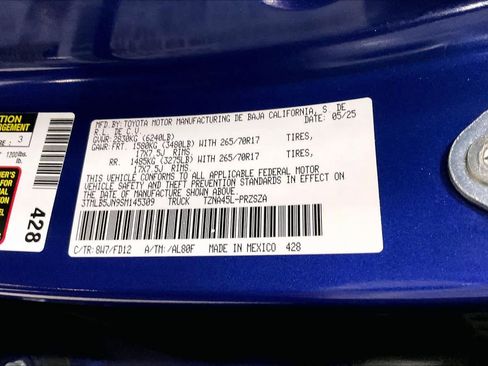 MFD.BY:TOYOTA MOTOR MANUFACTURING DE BAJA CALIFORNIA, S DE
R.L. DE C.V. 05/25
GVWR 2830KG (6240LB)
GAWR:FRT. 1580KG (3480LB) WITH 265/70R17 TIRES,
17X7.5J RIMS.
RR. 1485KG (3275LB) WITH 265/70R17 TIRES,
17X7.5J RIMS.
THIS VEHICLE CONFORMS TO ALL APPLICABLE FEDERAL MOTOR
VEHICLE SAFETY AND THEFT PREVENTION STANDARDS IN EFFECT ON
THE DATE OF MANUFACTURE SHOWN ABOVE.
3TMLB5JN9SM145309 TRUCK TZNA45L-PRZSZA
C/TR:8W7/FD12 A/TM:/AL80F MADE IN MEXICO 428
3
1200lbs.
lb.
428